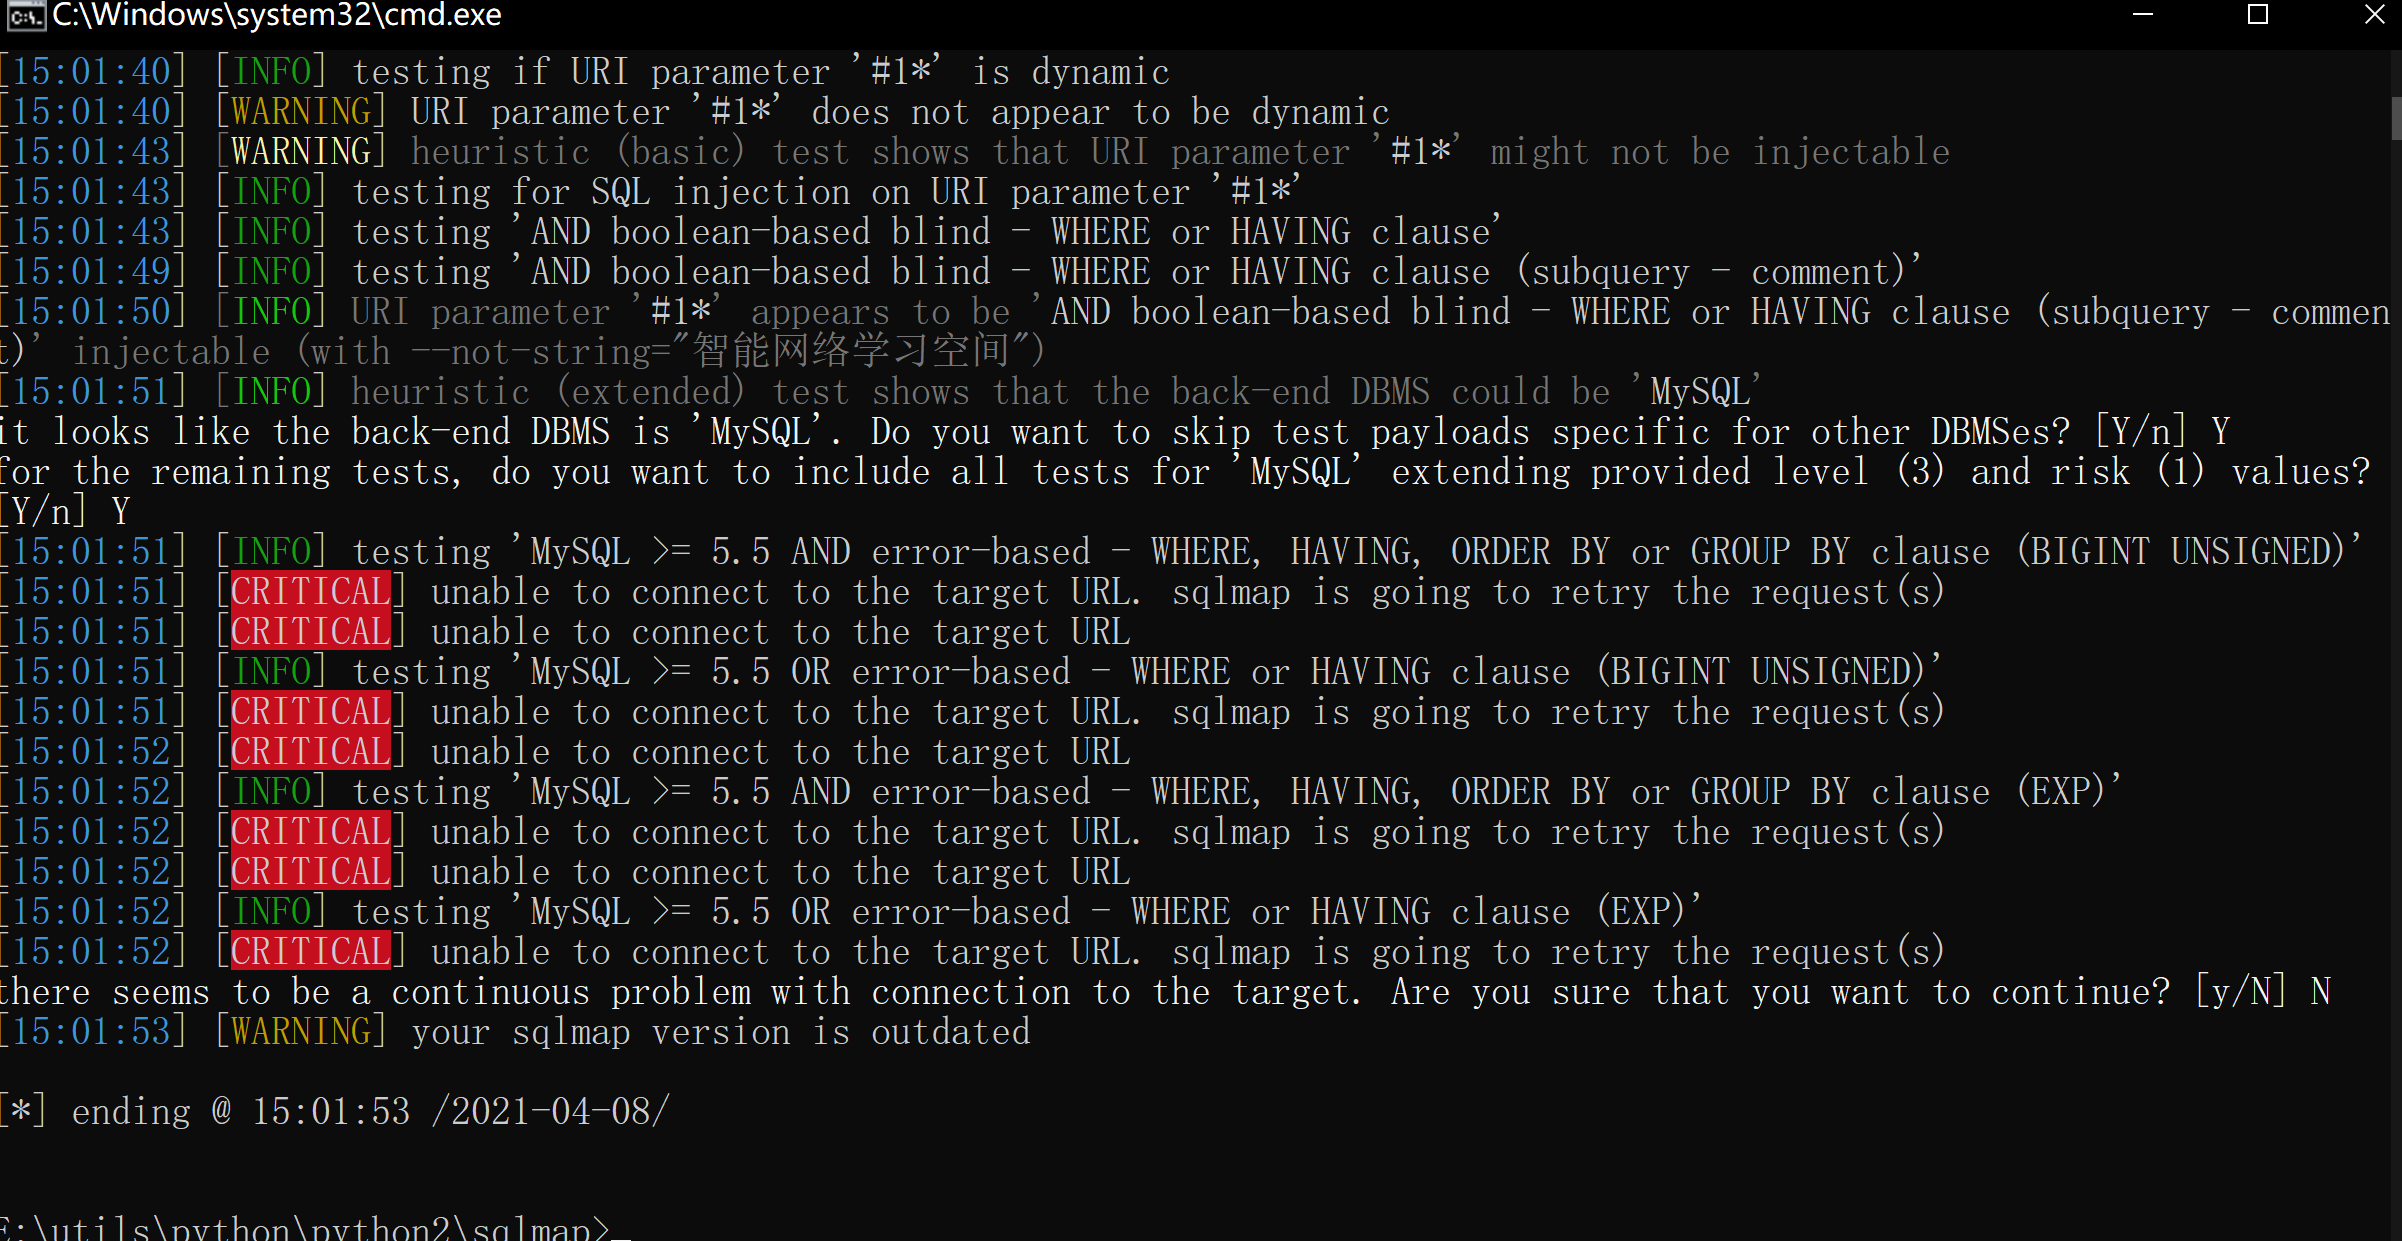 C:\Windows\system32\cmd.exe
[15:01:40] [INFO] testing if URI parameter '#1*' is dynamic
[15:01:40] [WARNING] URI parameter '#1*' does not appear to be dynamic
[15:01:43] [WARNING] heuristic (basic) test shows that URI parameter '#1*' might not be injectable
[15:01:43] [INFO] testing for SQL injection on URI parameter '#1*'
[15:01:43] [INFO] testing 'AND boolean-based blind - WHERE or HAVING clause'
[15:01:49] [INFO] testing 'AND boolean-based blind - WHERE or HAVING clause (subquery - comment)'
[15:01:50] [INFO] URI parameter '#1*' appears to be 'AND boolean-based blind - WHERE or HAVING clause (subquery - commen
t)' injectable (with --not-string="智能网络学习空间")
[15:01:51] [INFO] heuristic (extended) test shows that the back-end DBMS could be 'MySQL'
it looks like the back-end DBMS is 'MySQL'. Do you want to skip test payloads specific for other DBMSes? [Y/n] Y
for the remaining tests, do you want to include all tests for 'MySQL' extending provided level (3) and risk (1) values?
[Y/n] Y
[15:01:51] [INFO] testing 'MySQL >= 5.5 AND error-based - WHERE, HAVING, ORDER BY or GROUP BY clause (BIGINT UNSIGNED)'
[15:01:51] [CRITICAL] unable to connect to the target URL. sqlmap is going to retry the request(s)
[15:01:51] [CRITICAL] unable to connect to the target URL
[15:01:51] [INFO] testing 'MySQL >= 5.5 OR error-based - WHERE or HAVING clause (BIGINT UNSIGNED)'
[15:01:51] [CRITICAL] unable to connect to the target URL. sqlmap is going to retry the request(s)
[15:01:52] [CRITICAL] unable to connect to the target URL
[15:01:52] [INFO] testing 'MySQL >= 5.5 AND error-based - WHERE, HAVING, ORDER BY or GROUP BY clause (EXP)'
[15:01:52] [CRITICAL] unable to connect to the target URL. sqlmap is going to retry the request(s)
[15:01:52] [CRITICAL] unable to connect to the target URL
[15:01:52] [INFO] testing 'MySQL >= 5.5 OR error-based - WHERE or HAVING clause (EXP)'
[15:01:52] [CRITICAL] unable to connect to the target URL. sqlmap is going to retry the request(s)
there seems to be a continuous problem with connection to the target. Are you sure that you want to continue? [y/N] N
[15:01:53] [WARNING] your sqlmap version is outdated
[*] ending @ 15:01:53 /2021-04-08/
E:\utils\python\python2\sqlmap>_